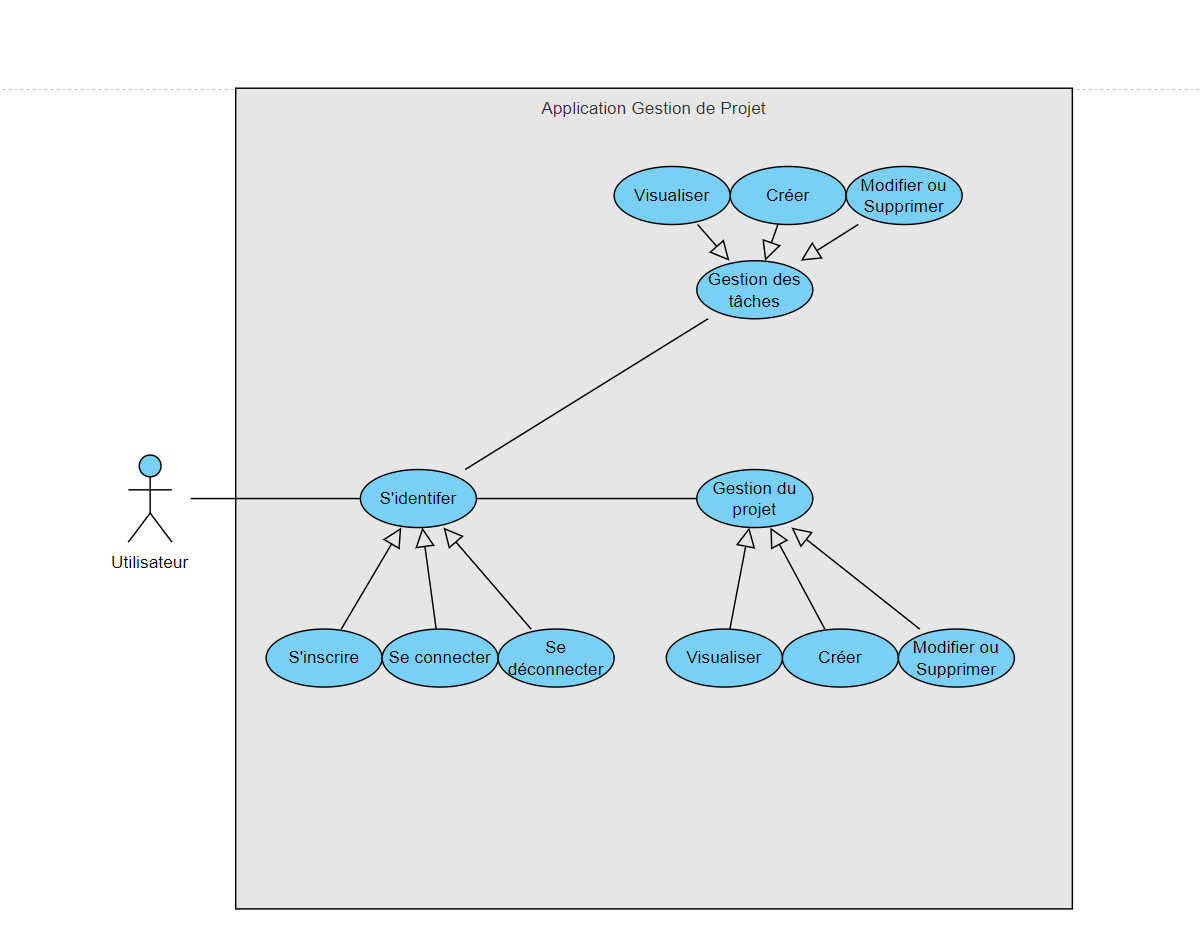 Application Gestion de Projet
Visualiser
Créer
Modifier ou
Supprimer
Gestion des
tâches
Utilisateur
S'identifer
Gestion du
projet
S'inscrire
Se connecter
Se
déconnecter
Visualiser
Créer
Modifier ou
Supprimer